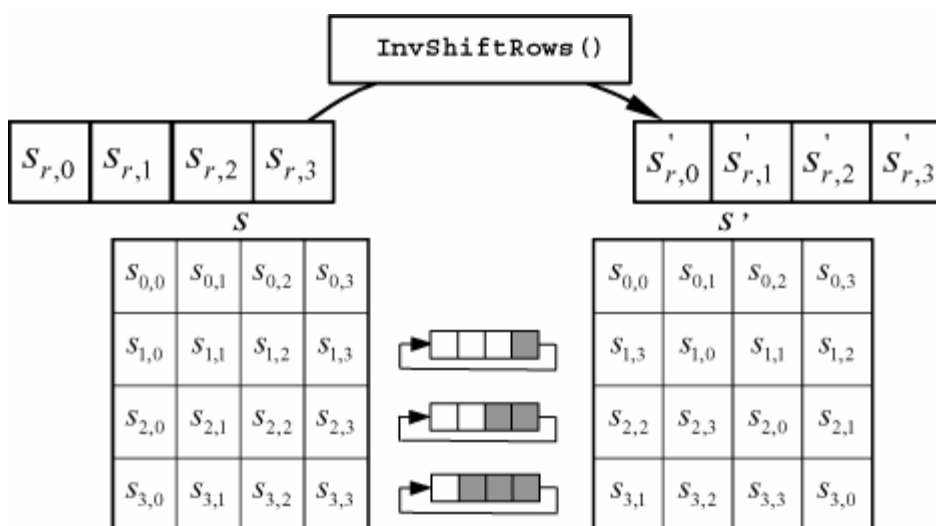 InvShiftRows()
S_{r,0} S_{r,1} S_{r,2} S_{r,3} S'_{r,0} S'_{r,1} S'_{r,2} S'_{r,3}
S S'
S_{0,0} S_{0,1} S_{0,2} S_{0,3} S_{0,0} S_{0,1} S_{0,2} S_{0,3}
S_{1,0} S_{1,1} S_{1,2} S_{1,3} S_{1,3} S_{1,0} S_{1,1} S_{1,2}
S_{2,0} S_{2,1} S_{2,2} S_{2,3} S_{2,2} S_{2,3} S_{2,0} S_{2,1}
S_{3,0} S_{3,1} S_{3,2} S_{3,3} S_{3,1} S_{3,2} S_{3,3} S_{3,0}